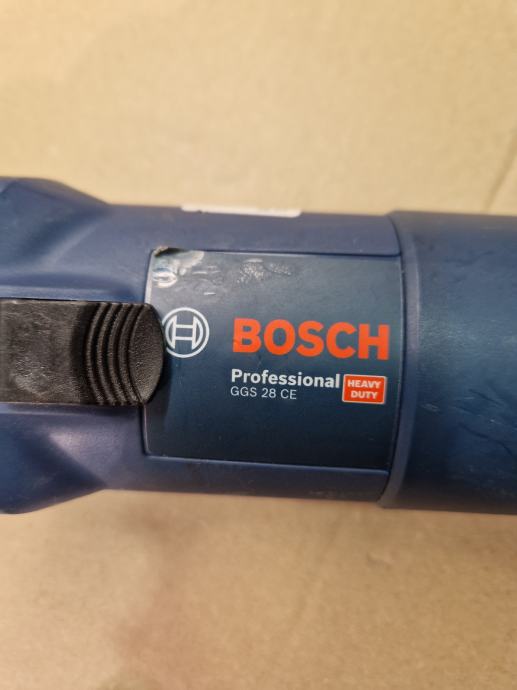 BOSCH
Professional
GGS 28 CE
HEAVY
DUTY